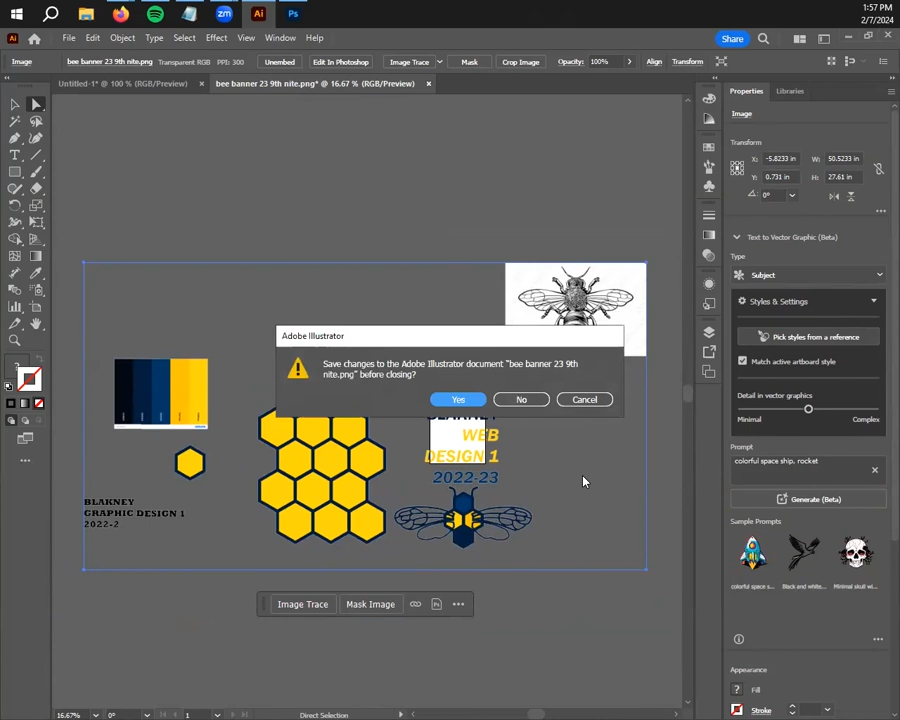 1:57 PM
2/7/2024
File Edit Object Type Select Effect View Window Help
Share
Image
bee banner 23 9th nite.png
Transparent RGB
PPI: 300
Unembed
Edit In Photoshop
Image Trace
Mask
Crop Image
Opacity: 100%
Align
Transform
Untitled-1* @ 100 % (RGB/Preview)
bee banner 23 9th nite.png* @ 16.67 % (RGB/Preview)
Properties
Libraries
Image
Transform
X: -5.8233 in
W: 50.5233 in
Y: 0.731 in
H: 27.61 in
0°
Text to Vector Graphic (Beta)
Type
Subject
Styles & Settings
Pick styles from a reference
Match active artboard style
Detail in vector graphics
Minimal
Complex
Prompt
colorful space ship, rocket
Generate (Beta)
Sample Prompts
colorful space s...
Black and white...
Minimal skull wi...
Appearance
Fill
Stroke
Adobe Illustrator
Save changes to the Adobe Illustrator document "bee banner 23 9th
nite.png" before closing?
Yes
No
Cancel
BLAKNEY
WEB
DESIGN 1
2022-23
BLAKNEY
GRAPHIC DESIGN 1
2022-2
Image Trace
Mask Image
16.67%
0°
1
Direct Selection